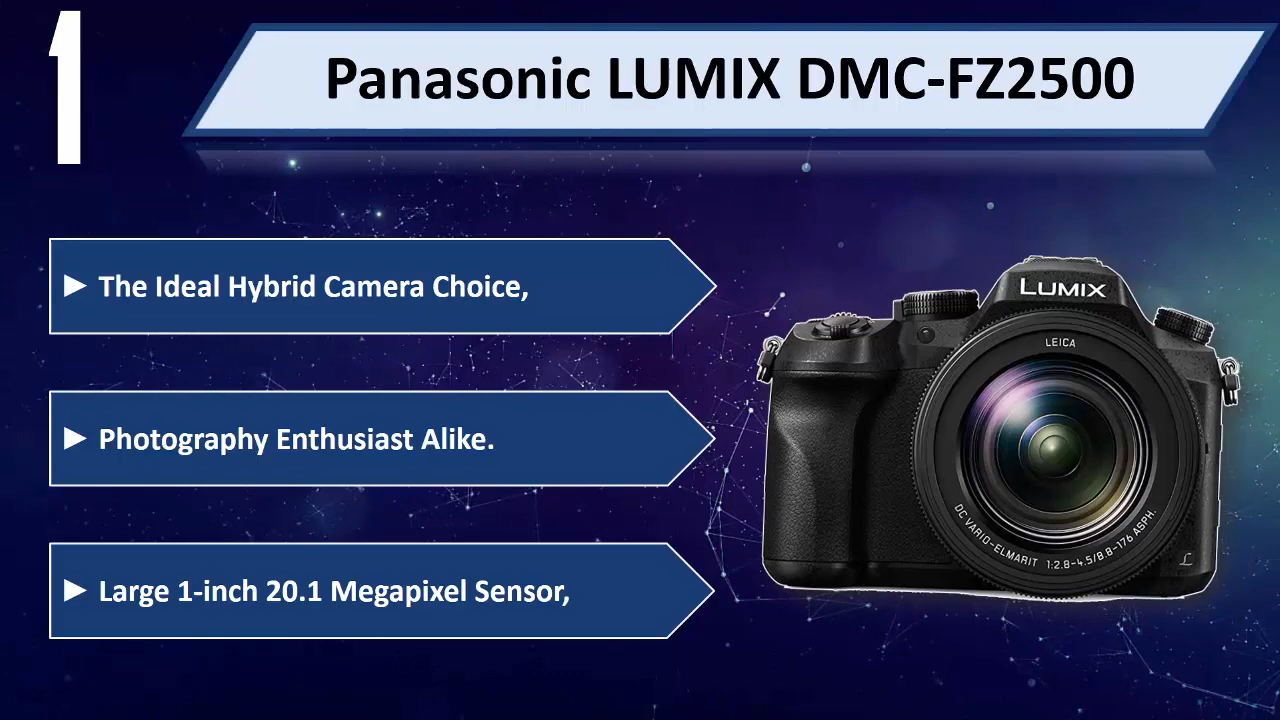 1
Panasonic LUMIX DMC-FZ2500
► The Ideal Hybrid Camera Choice,
► Photography Enthusiast Alike.
► Large 1-inch 20.1 Megapixel Sensor,
LUMIX
LEICA
DC VARIO-ELMARIT 1:2.8-4.5/8.8-176 ASPH.
L